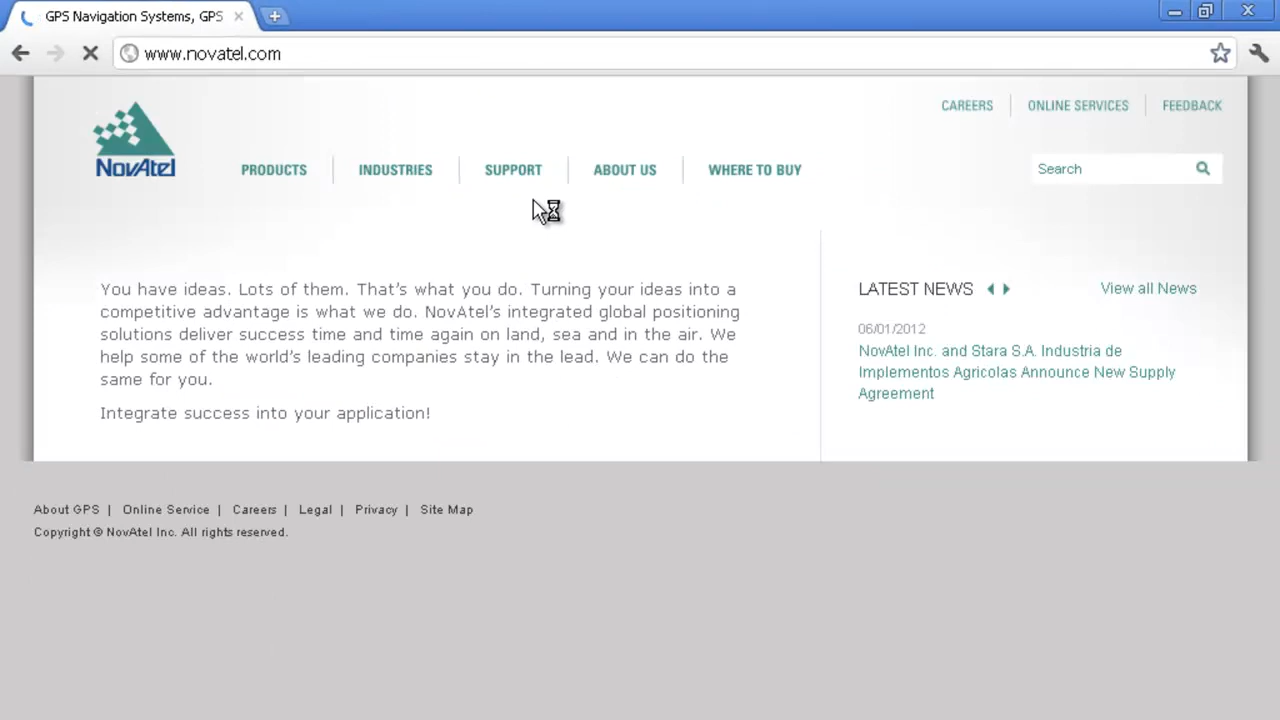 GPS Navigation Systems, GPS
www.novatel.com
CAREERS
ONLINE SERVICES
FEEDBACK
NovAtel
PRODUCTS
INDUSTRIES
SUPPORT
ABOUT US
WHERE TO BUY
Search
You have ideas. Lots of them. That's what you do. Turning your ideas into a
competitive advantage is what we do. NovAtel's integrated global positioning
solutions deliver success time and time again on land, sea and in the air. We
help some of the world's leading companies stay in the lead. We can do the
same for you.
Integrate success into your application!
LATEST NEWS
View all News
06/01/2012
NovAtel Inc. and Stara S.A. Industria de
Implementos Agricolas Announce New Supply
Agreement
About GPS | Online Service | Careers | Legal | Privacy | Site Map
Copyright © NovAtel Inc. All rights reserved.